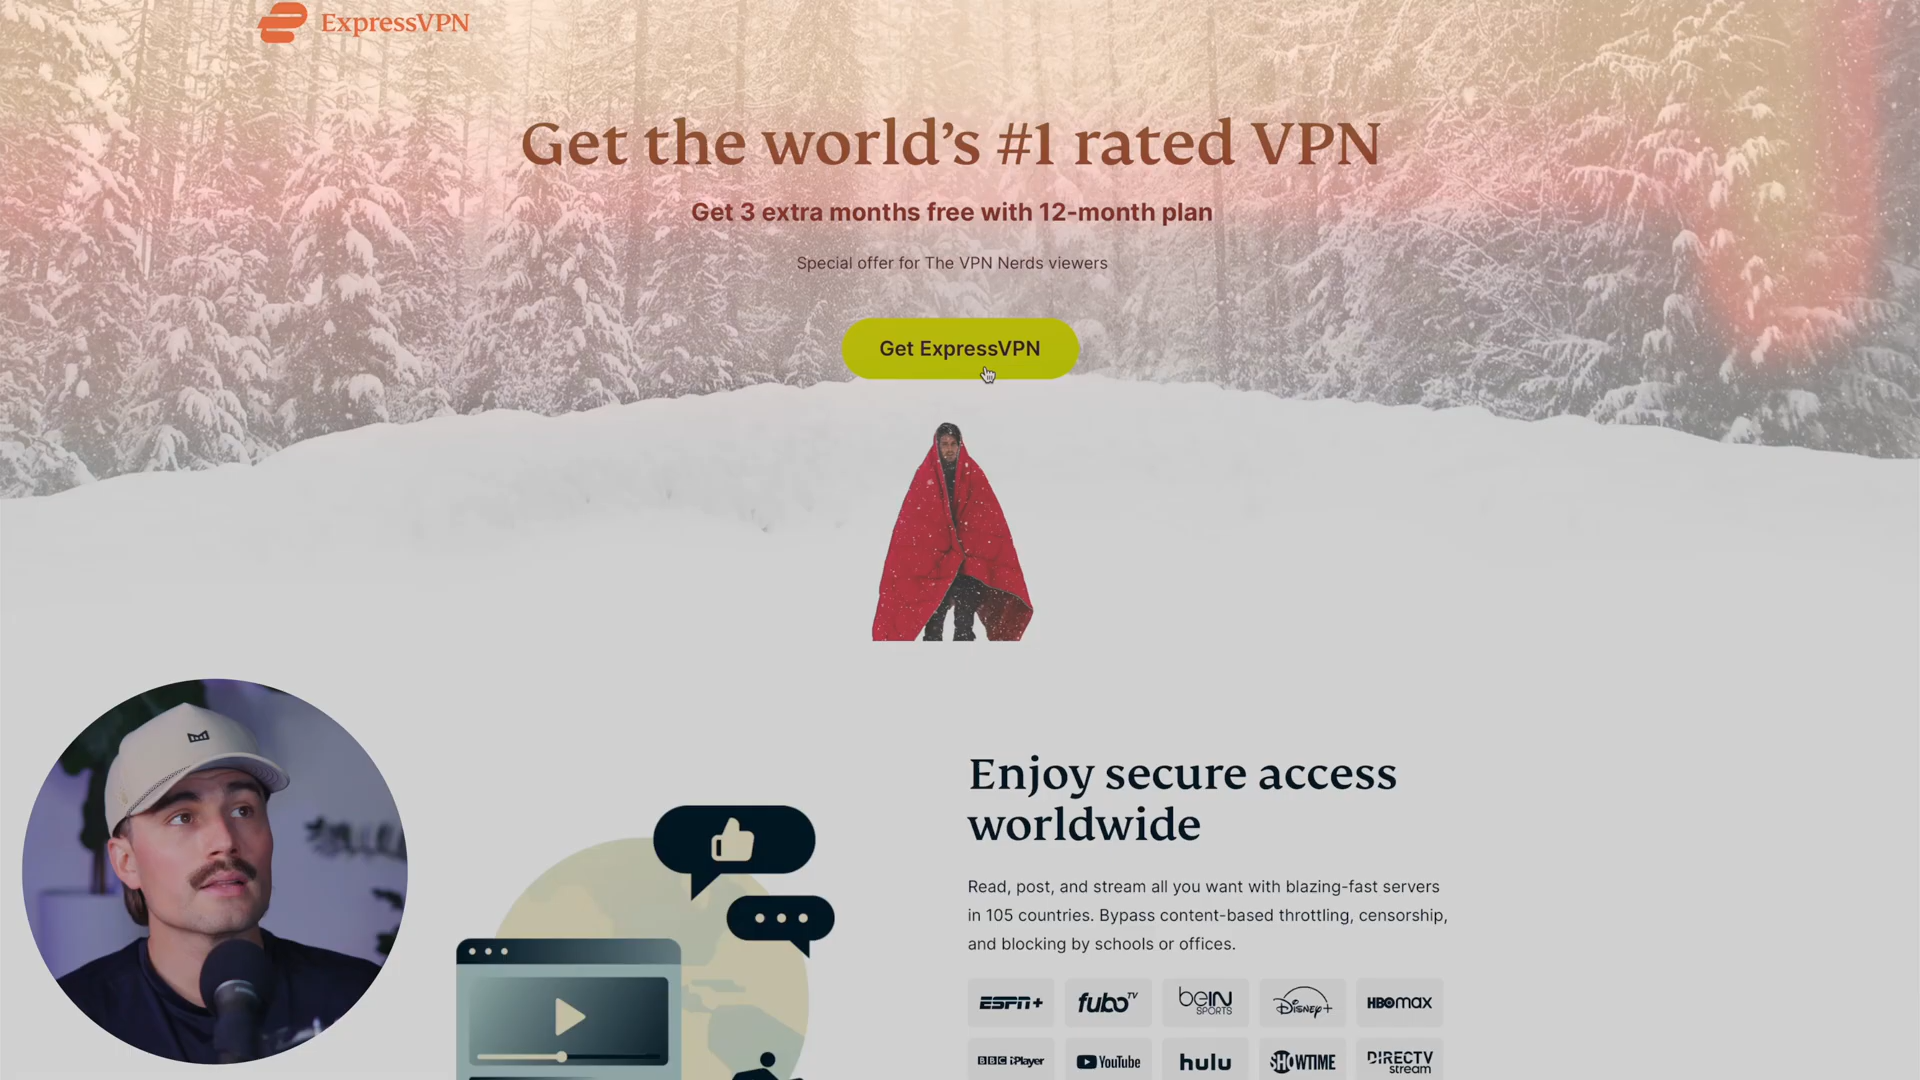 ExpressVPN
Get the world's #1 rated VPN
Get 3 extra months free with 12-month plan
Special offer for The VPN Nerds viewers
Get ExpressVPN
Enjoy secure access
worldwide
Read, post, and stream all you want with blazing-fast servers
in 105 countries. Bypass content-based throttling, censorship,
and blocking by schools or offices.
ESPN+ fubo TV beIN SPORTS Disney+ HBOMAX
BBC iPlayer YouTube hulu SHOWTIME DIRECTV stream